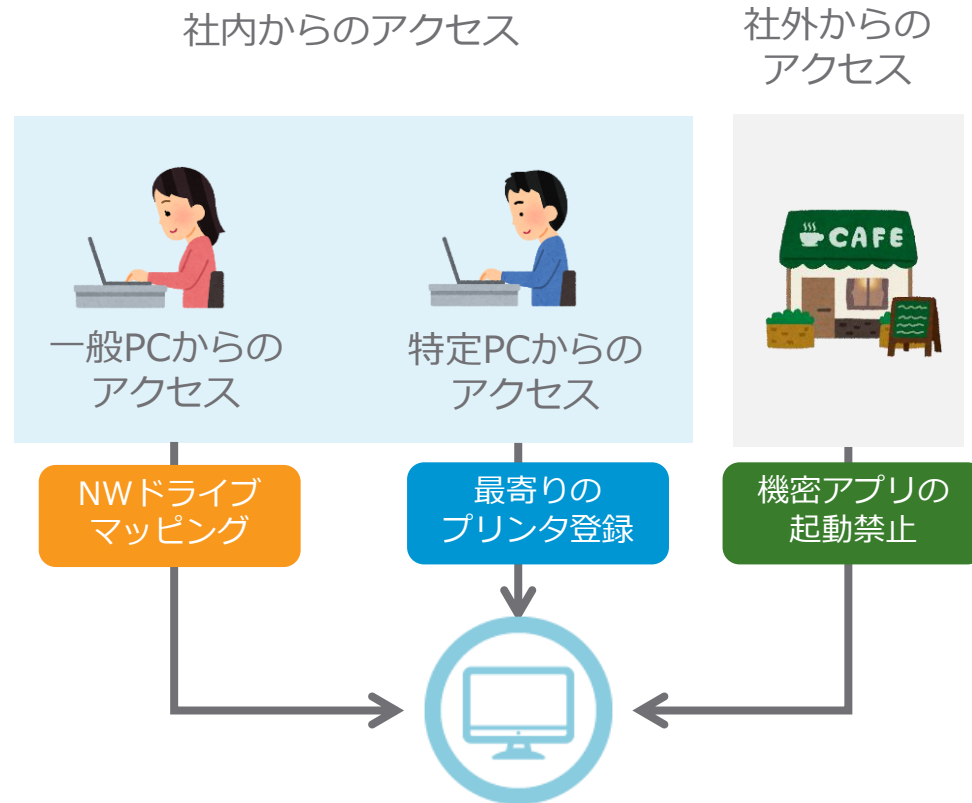 社内からのアクセス
社外からの
アクセス
CAFE
一般PCからの
アクセス
特定PCからの
アクセス
NWドライブ
マッピング
最寄りの
プリンタ登録
機密アプリの
起動禁止